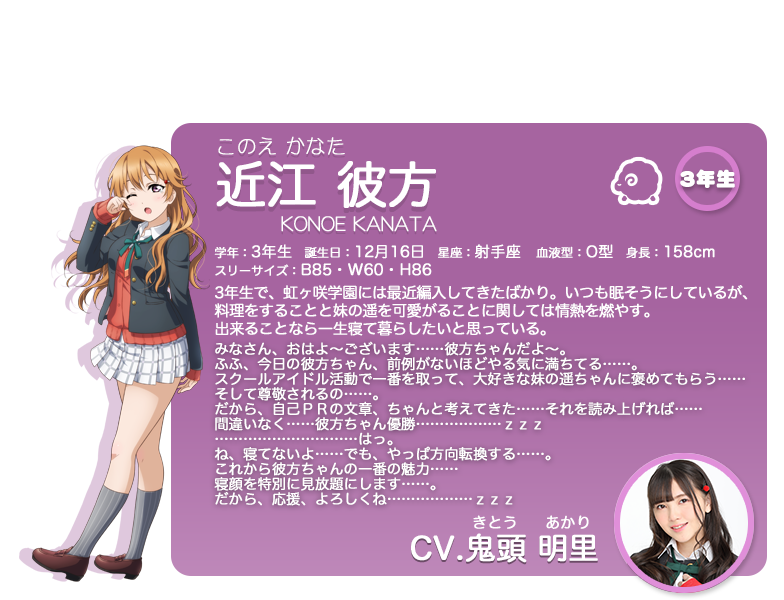 このえ かなた
近江 彼方
KONOE KANATA
3年生
学年：3年生　誕生日：12月16日　星座：射手座　血液型：O型　身長：158cm
スリーサイズ：B85・W60・H86
3年生で、虹ヶ咲学園には最近編入してきたばかり。いつも眠そうにしているが、
料理をすることと妹の遥を可愛がることに関しては情熱を燃やす。
出来ることなら一生寝て暮らしたいと思っている。
みなさん、おはよ～ございます……彼方ちゃんだよ～。
ふふ、今日の彼方ちゃん、前例がないほどやる気に満ちてる……。
スクールアイドル活動で一番を取って、大好きな妹の遥ちゃんに褒めてもらう……
そして尊敬されるの……。
だから、自己ＰＲの文章、ちゃんと考えてきた……それを読み上げれば……
間違いなく……彼方ちゃん優勝………………ｚｚｚ
…………………………はっ。
ね、寝てないよ……でも、やっぱ方向転換する……。
これから彼方ちゃんの一番の魅力……
寝顔を特別に見放題にします……。
だから、応援、よろしくね………………ｚｚｚ
きとう　あかり
CV.鬼頭 明里